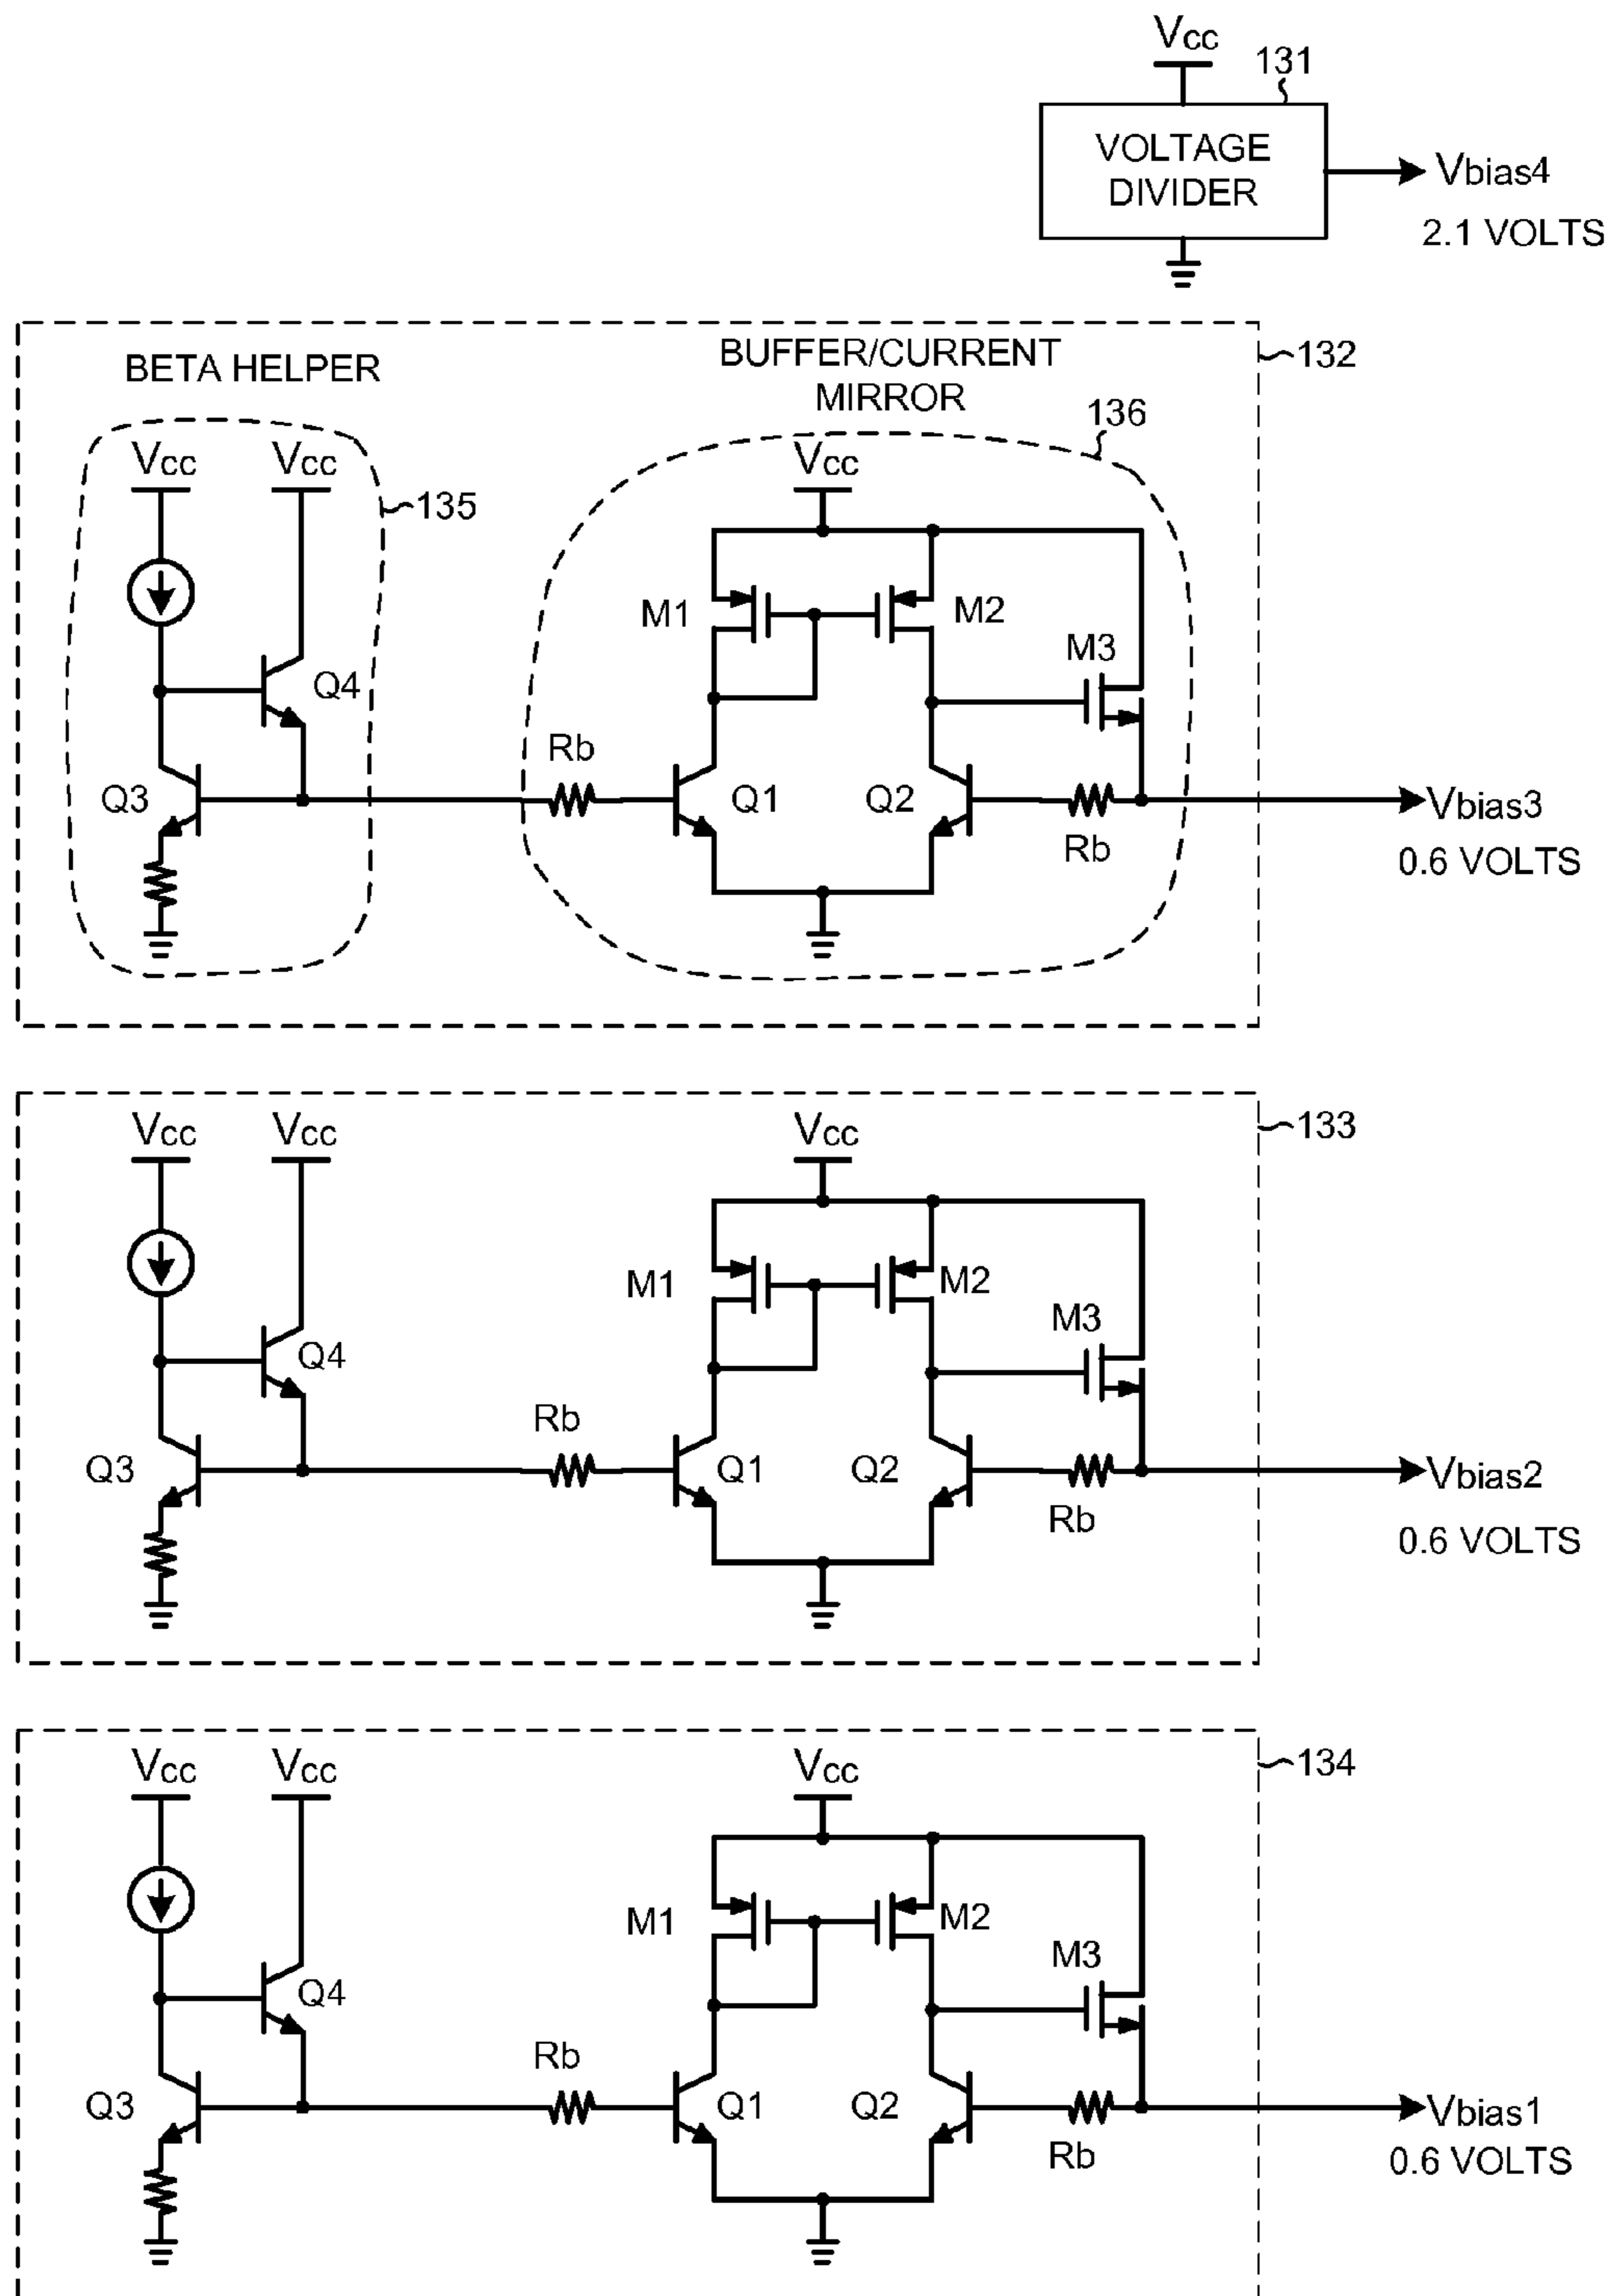 Vcc
131
VOLTAGE
DIVIDER
Vbias4
2.1 VOLTS
132
BETA HELPER
BUFFER/CURRENT
MIRROR
136
Vcc
Vcc
Vcc
135
M1
M2
M3
Q4
Rb
Q3
Q1
Q2
Rb
Vbias3
0.6 VOLTS
133
Vcc
Vcc
Vcc
M1
M2
M3
Q4
Rb
Q3
Q1
Q2
Rb
Vbias2
0.6 VOLTS
134
Vcc
Vcc
Vcc
M1
M2
M3
Q4
Rb
Q3
Q1
Q2
Rb
Vbias1
0.6 VOLTS